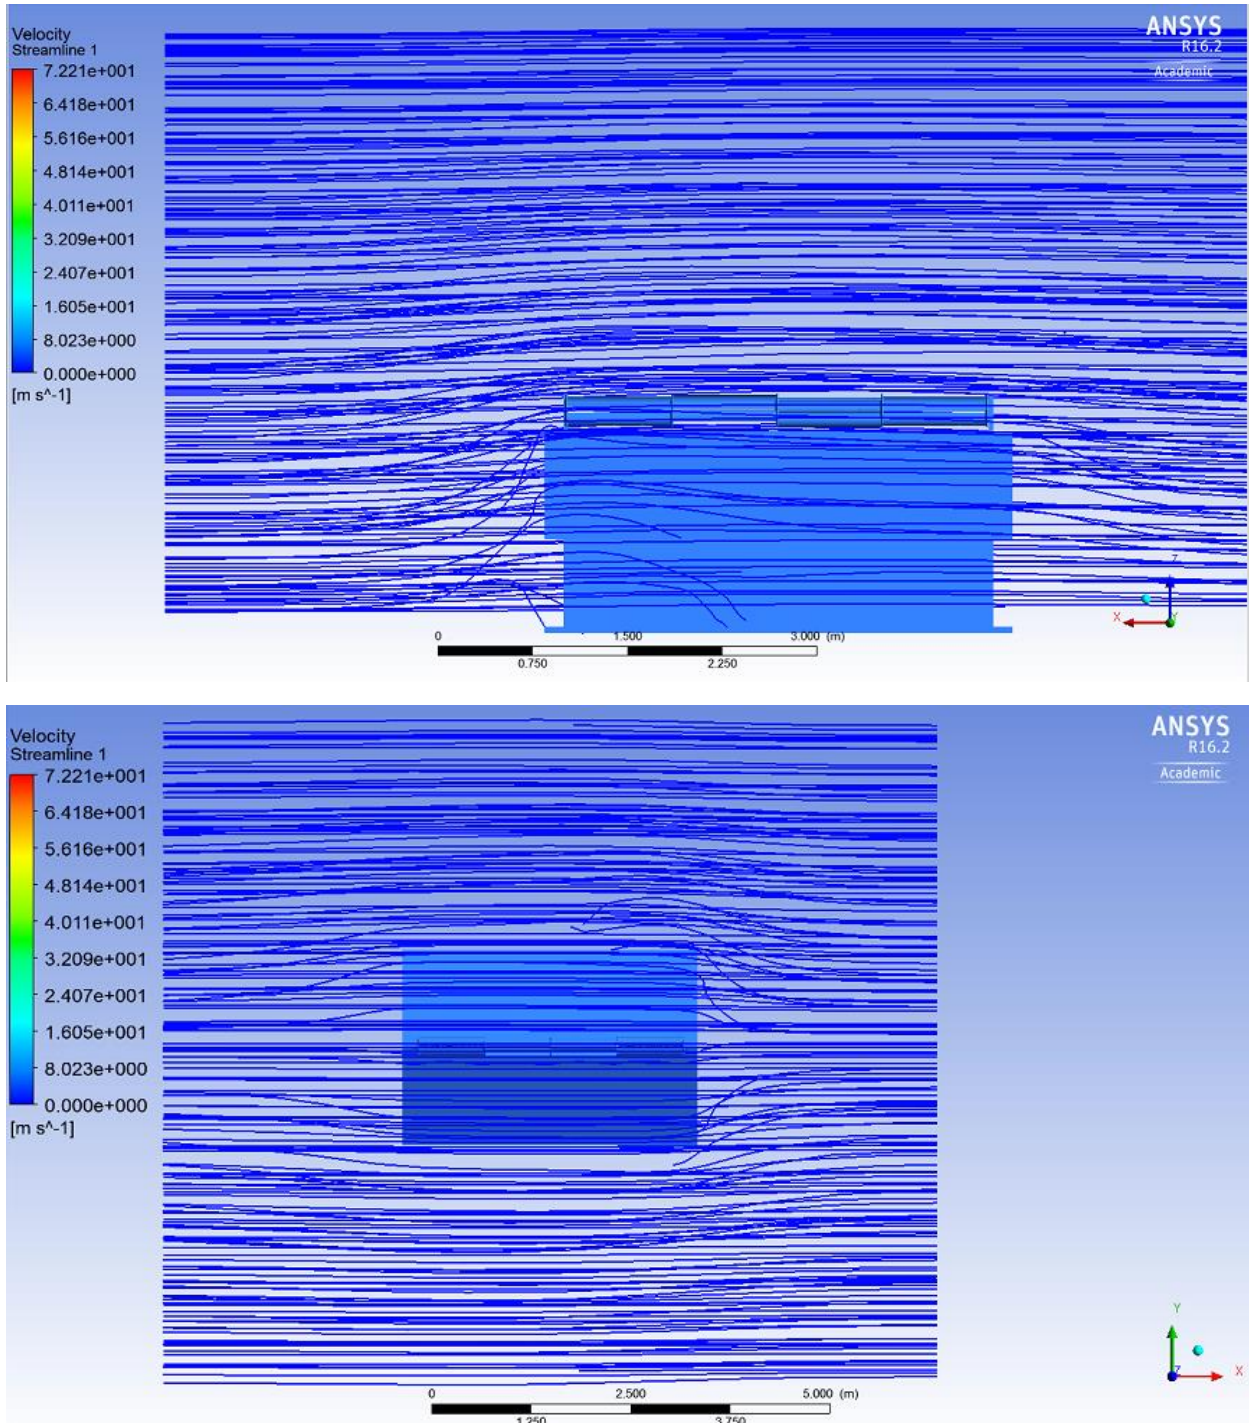 Velocity
Streamline 1
7.221e+001
6.418e+001
5.616e+001
4.814e+001
4.011e+001
3.209e+001
2.407e+001
1.605e+001
8.023e+000
0.000e+000
[m s^-1]
ANSYS
R16.2
Academic
Z
X
Y
0 1.500 3.000 (m)
0.750 2.250
Velocity
Streamline 1
7.221e+001
6.418e+001
5.616e+001
4.814e+001
4.011e+001
3.209e+001
2.407e+001
1.605e+001
8.023e+000
0.000e+000
[m s^-1]
ANSYS
R16.2
Academic
Y
Z
X
0 2.500 5.000 (m)
1.250 3.750